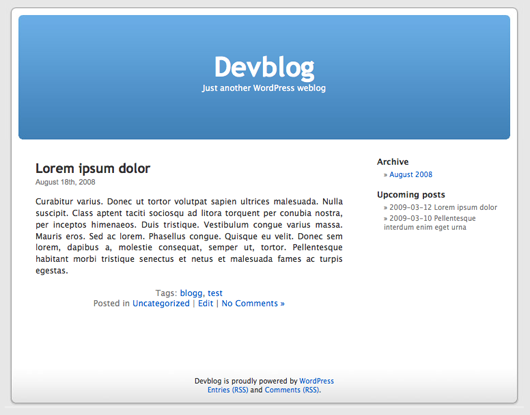 Devblog
Just another WordPress weblog
Lorem ipsum dolor
August 18th, 2008
Curabitur varius. Donec ut tortor volutpat sapien ultrices malesuada. Nulla
suscipit. Class aptent taciti sociosqu ad litora torquent per conubia nostra,
per inceptos himenaeos. Duis tristique. Vestibulum congue varius massa.
Mauris eros. Sed ac lorem. Phasellus congue. Quisque eu velit. Donec sem
lorem, dapibus a, molestie consequat, semper ut, tortor. Pellentesque
habitant morbi tristique senectus et netus et malesuada fames ac turpis
egestas.
Tags: blogg, test
Posted in Uncategorized | Edit | No Comments »
Archive
» August 2008
Upcoming posts
» 2009-03-12 Lorem ipsum dolor
» 2009-03-10 Pellentesque
interdum enim eget urna
Devblog is proudly powered by WordPress
Entries (RSS) and Comments (RSS).